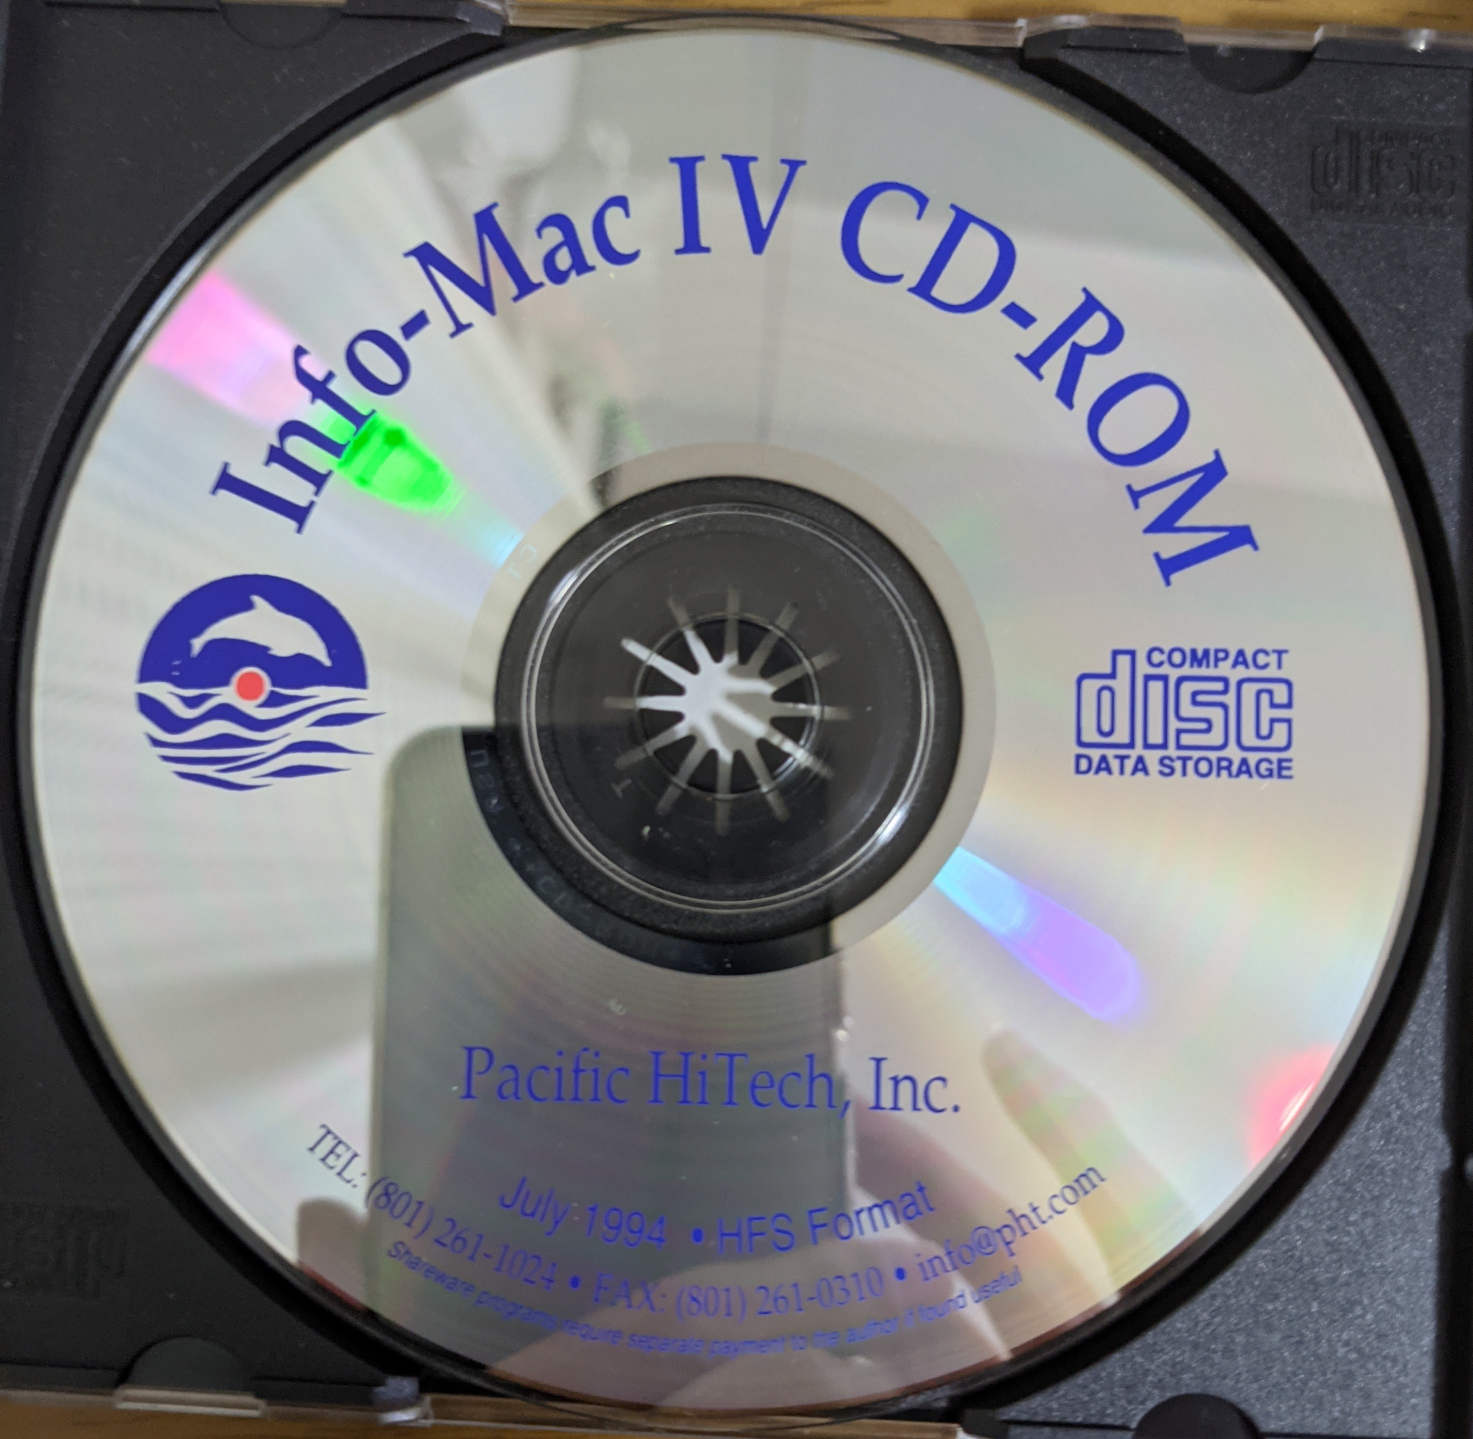 Info-Mac IV CD-ROM
COMPACT
disc
DATA STORAGE
Pacific HiTech, Inc.
July 1994 • HFS Format
TEL: (801) 261-1024 • FAX: (801) 261-0310 • info@pht.com
Shareware programs require separate payment to the author if found useful
disc